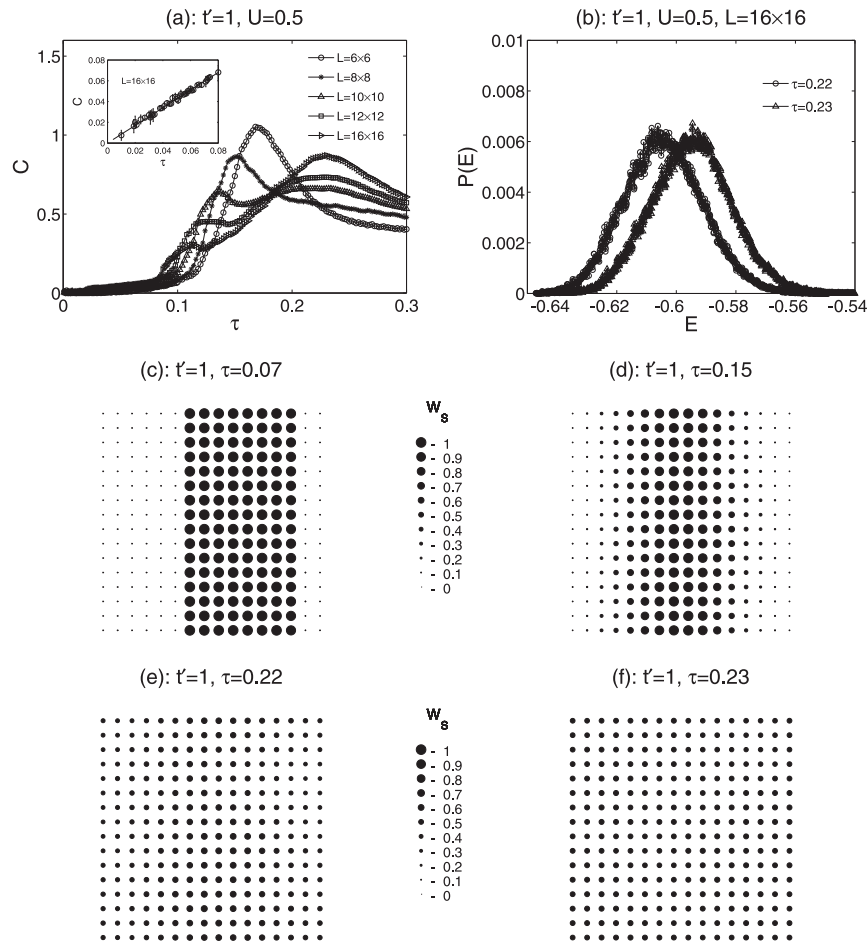 (a): t′=1, U=0.5
1.5
1
0.5
0
C
0
0.1
0.2
0.3
τ
L=6×6
L=8×8
L=10×10
L=12×12
L=16×16
0.08
0.06
0.04
0.02
0
C
L=16×16
0
0.02
0.04
0.06
0.08
τ
(b): t′=1, U=0.5, L=16×16
0.01
0.008
0.006
0.004
0.002
0
P(E)
-0.64
-0.62
-0.6
-0.58
-0.56
-0.54
E
τ=0.22
τ=0.23
(c): t′=1, τ=0.07
(d): t′=1, τ=0.15
Ws
- 1
- 0.9
- 0.8
- 0.7
- 0.6
- 0.5
- 0.4
- 0.3
- 0.2
- 0.1
- 0
(e): t′=1, τ=0.22
(f): t′=1, τ=0.23
Ws
- 1
- 0.9
- 0.8
- 0.7
- 0.6
- 0.5
- 0.4
- 0.3
- 0.2
- 0.1
- 0